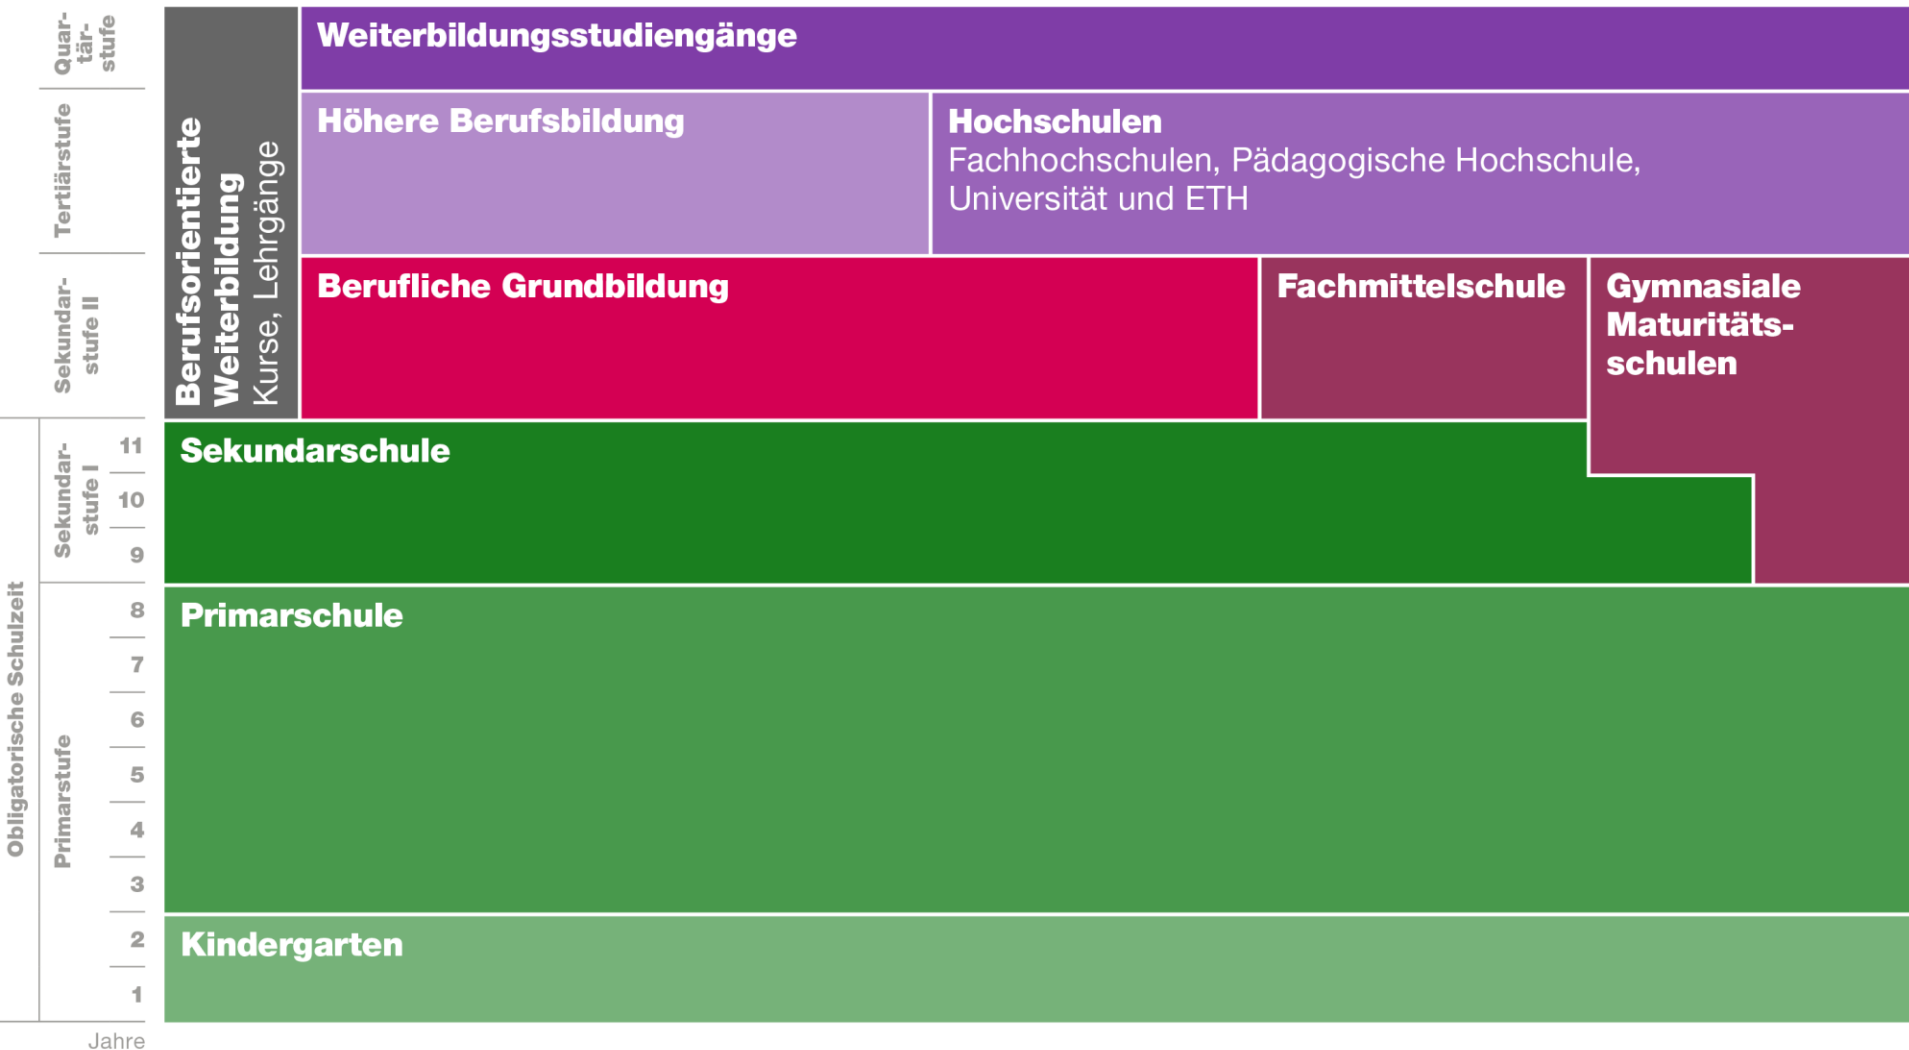 Quar-
tär-
stufe
Tertiärstufe
Sekundar-
stufe II
Obligatorische Schulzeit
Sekundar-
stufe I
Primarstufe
11
10
9
8
7
6
5
4
3
2
1
Jahre
Berufsorientierte
Weiterbildung
Kurse, Lehrgänge
Weiterbildungsstudiengänge
Höhere Berufsbildung
Hochschulen
Fachhochschulen, Pädagogische Hochschule,
Universität und ETH
Berufliche Grundbildung
Fachmittelschule
Gymnasiale
Maturitäts-
schulen
Sekundarschule
Primarschule
Kindergarten